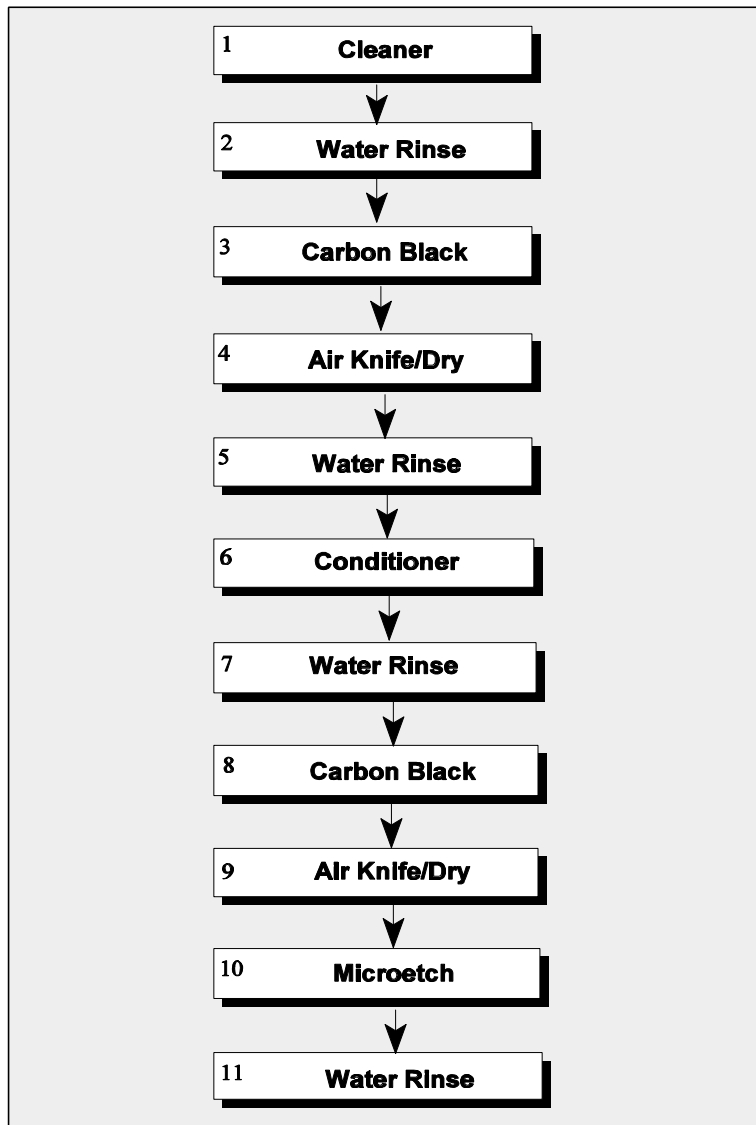 1 Cleaner
2 Water Rinse
3 Carbon Black
4 Air Knife/Dry
5 Water Rinse
6 Conditioner
7 Water Rinse
8 Carbon Black
9 Air Knife/Dry
10 Microetch
11 Water Rinse